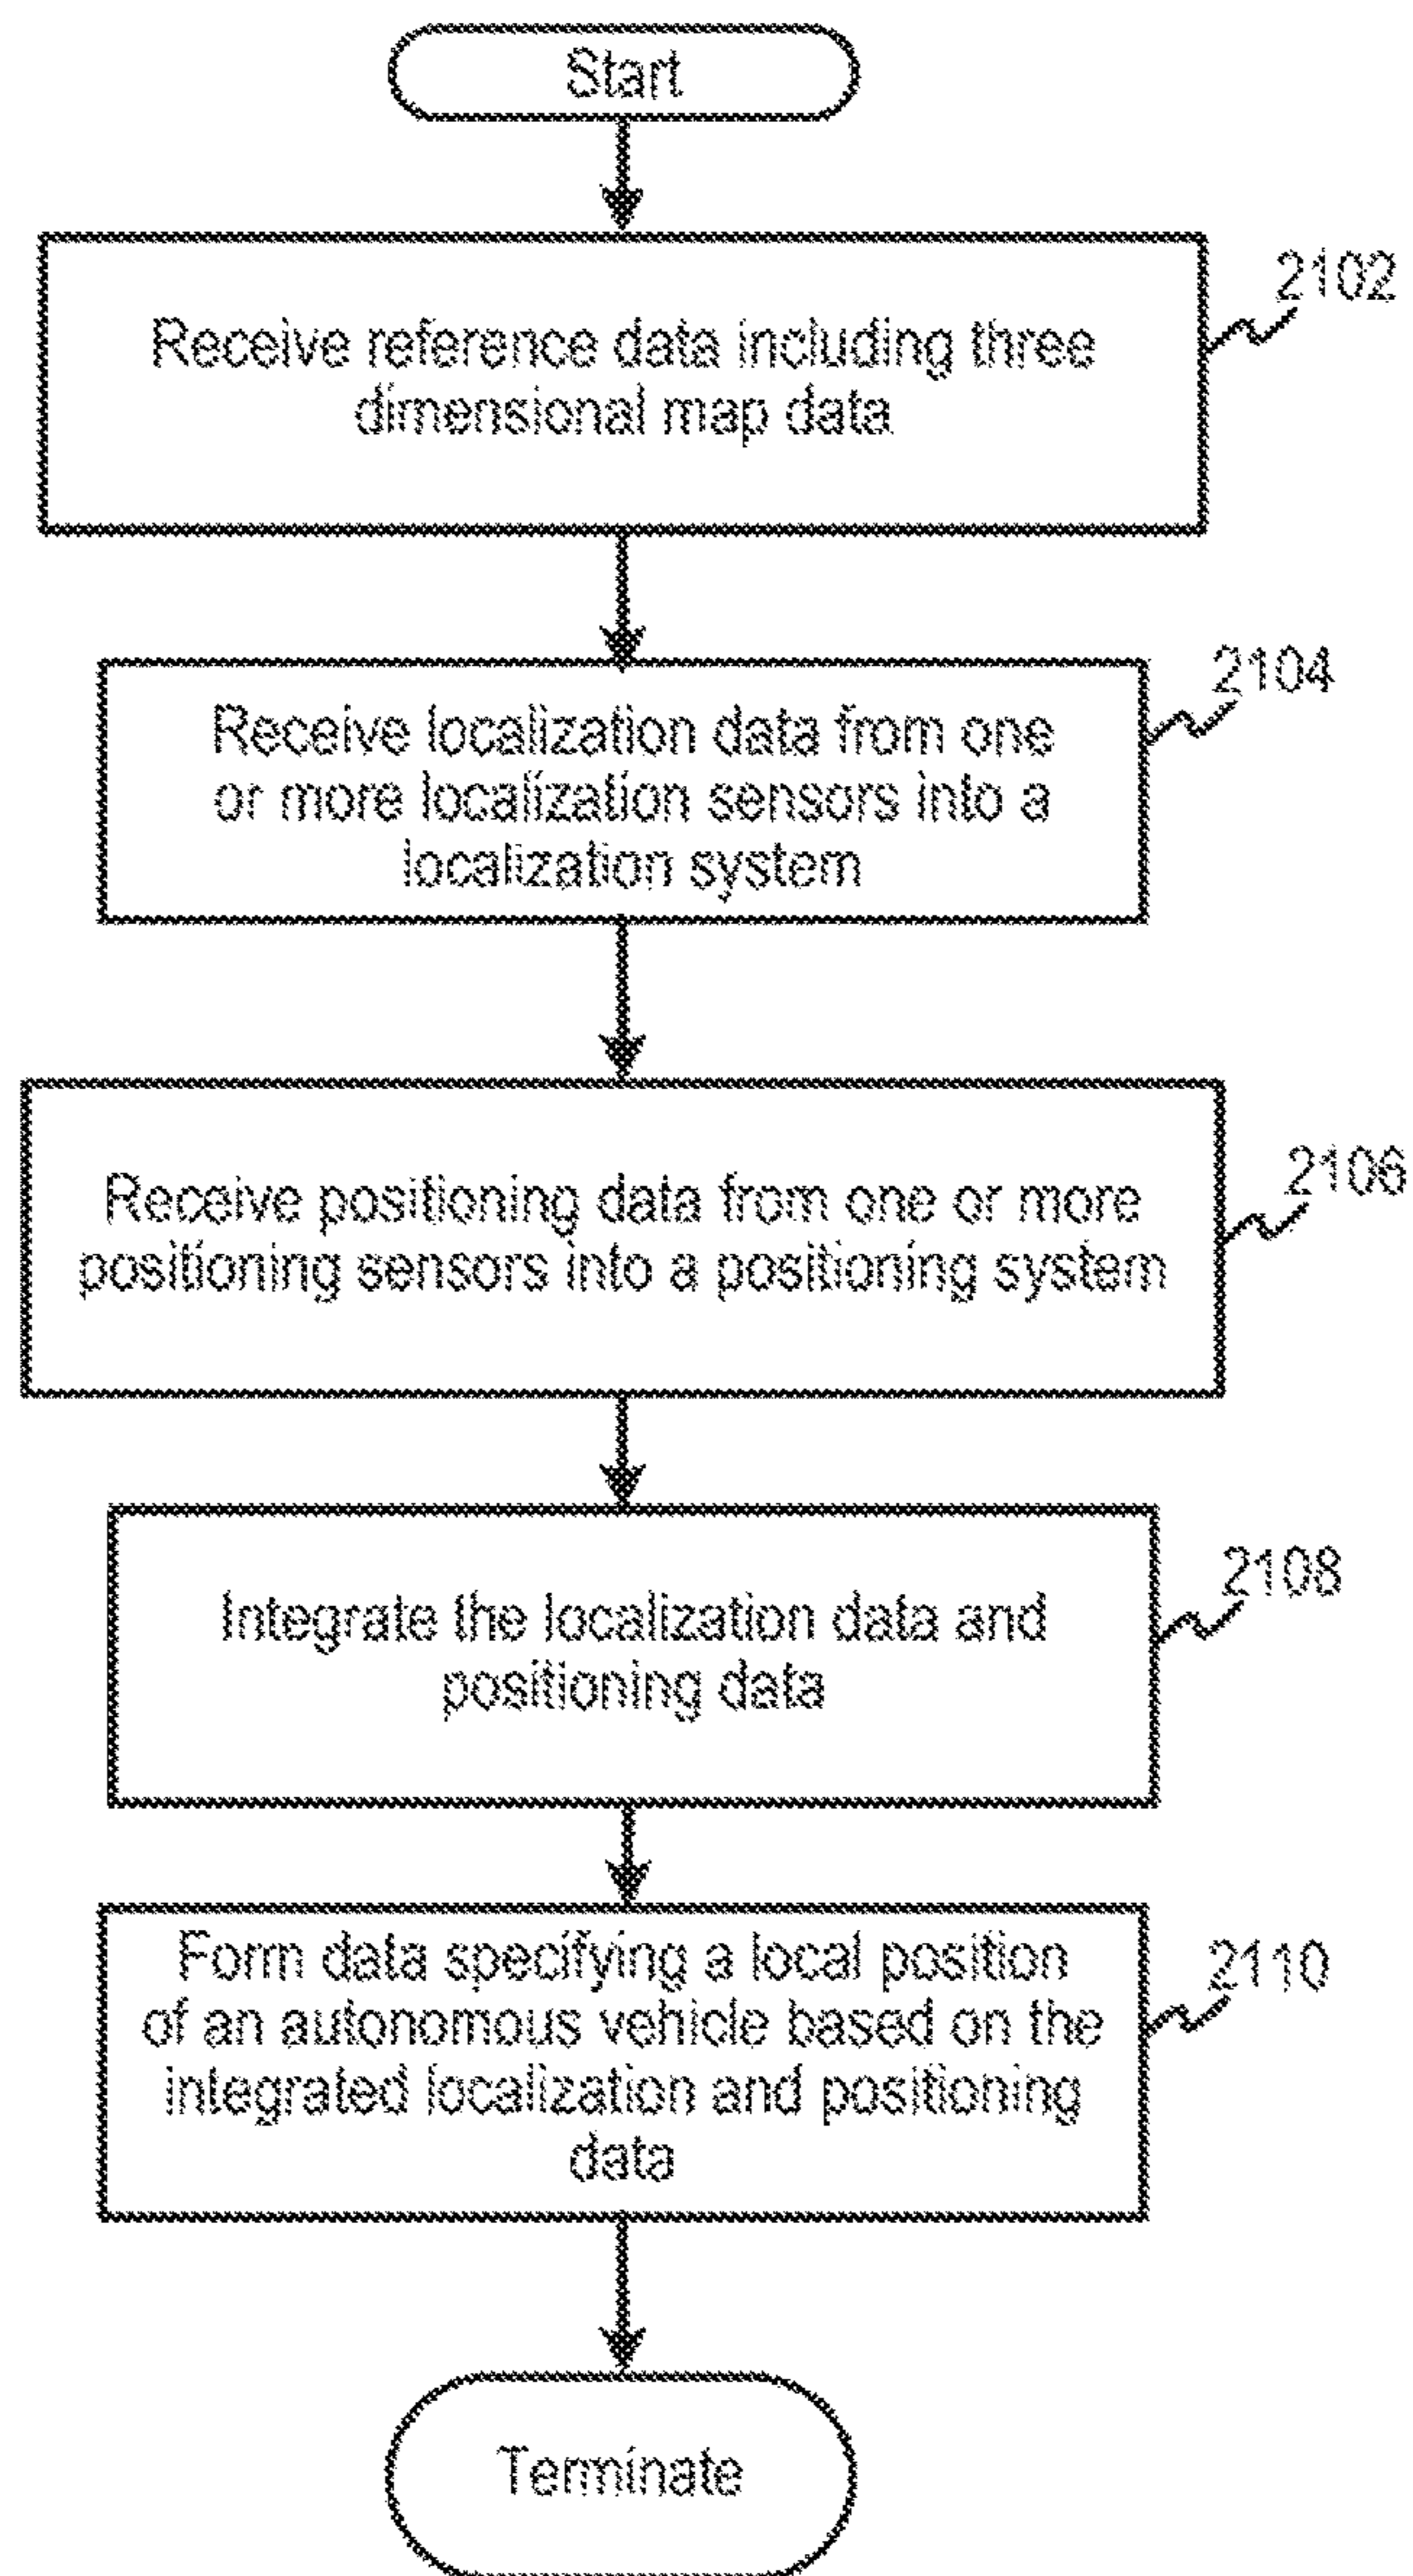 Start
2102
Receive reference data including three
dimensional map data
2104
Receive localization data from one
or more localization sensors into a
localization system
2106
Receive positioning data from one or more
positioning sensors into a positioning system
2108
Integrate the localization data and
positioning data
2110
Form data specifying a local position
of an autonomous vehicle based on the
integrated localization and positioning
data
Terminate